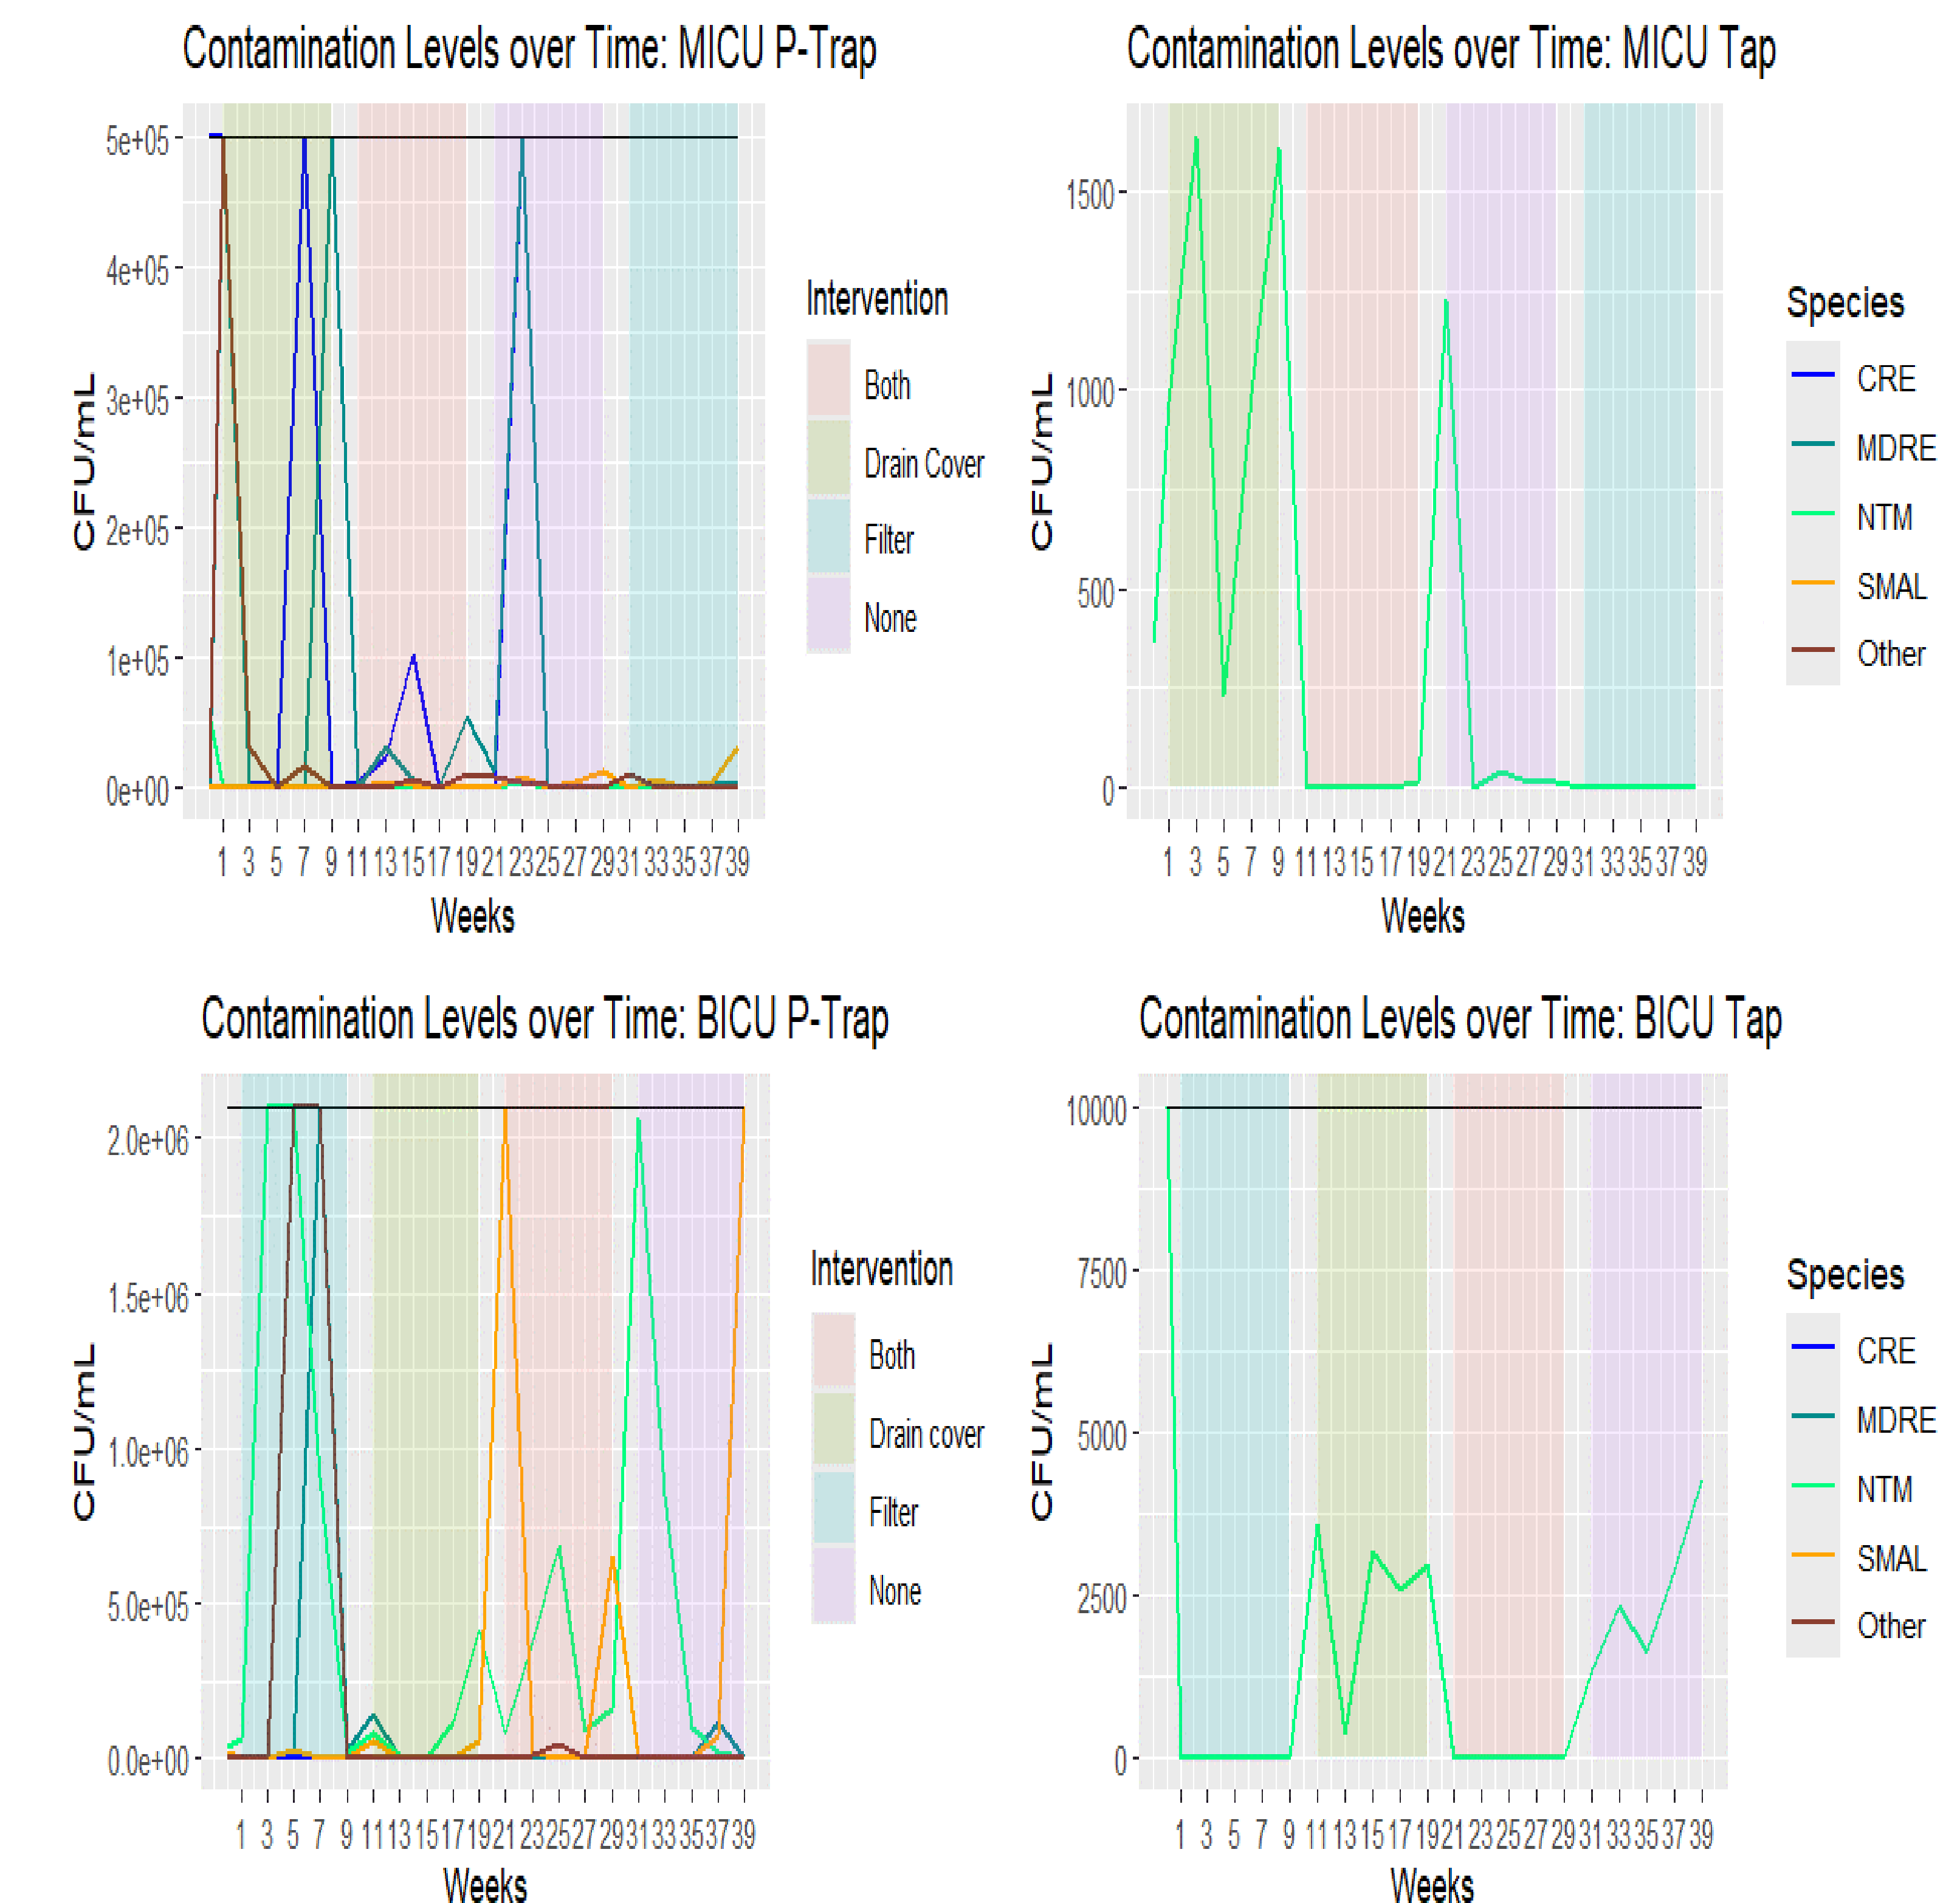 Contamination Levels over Time: MICU P-Trap
5e+05
4e+05
3e+05
2e+05
1e+05
0e+00
CFU/mL
1 3 5 7 9 11 13 15 17 19 21 23 25 27 29 31 33 35 37 39
Weeks
Intervention
Both
Drain Cover
Filter
None
Contamination Levels over Time: MICU Tap
1500
1000
500
0
CFU/mL
1 3 5 7 9 11 13 15 17 19 21 23 25 27 29 31 33 35 37 39
Weeks
Species
CRE
MDRE
NTM
SMAL
Other
Contamination Levels over Time: BICU P-Trap
2.0e+06
1.5e+06
1.0e+06
5.0e+05
0.0e+00
CFU/mL
1 3 5 7 9 11 13 15 17 19 21 23 25 27 29 31 33 35 37 39
Weeks
Intervention
Both
Drain cover
Filter
None
Contamination Levels over Time: BICU Tap
10000
7500
5000
2500
0
CFU/mL
1 3 5 7 9 11 13 15 17 19 21 23 25 27 29 31 33 35 37 39
Weeks
Species
CRE
MDRE
NTM
SMAL
Other